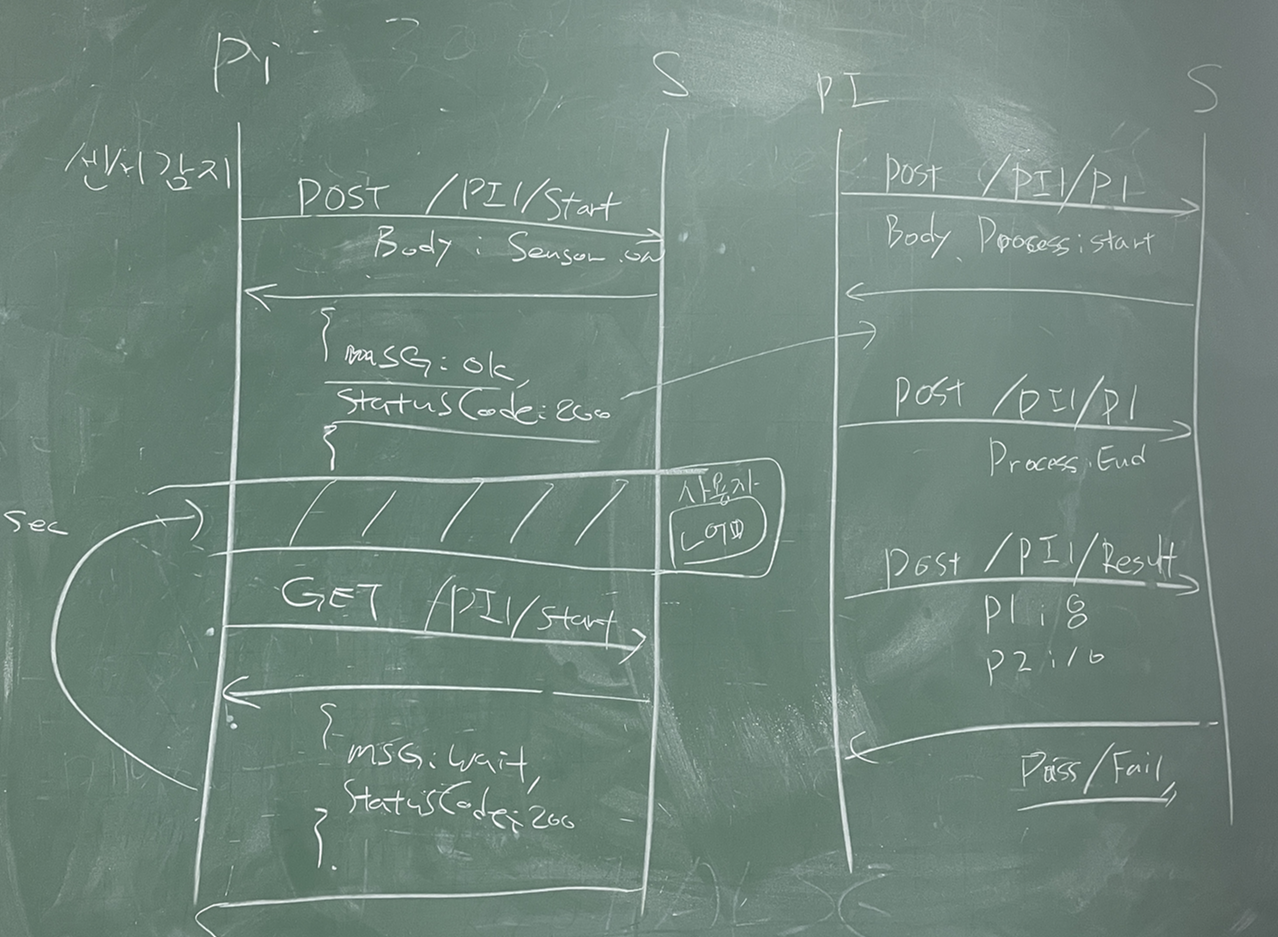 Pi
S
센서감지
POST /PI1/Start
Body : Sensor : on
{
msG : ok,
StatusCode : 200
}
사용자
Sec
GET /PI1/start
{
msG : wait,
StatusCode : 200
}
PI
S
Post /PI1/P1
Body. Process : start
Post /PI1/P1
Process : End
Post /PI1/Result
P1 : 8
P2 : 10
Pass/Fail